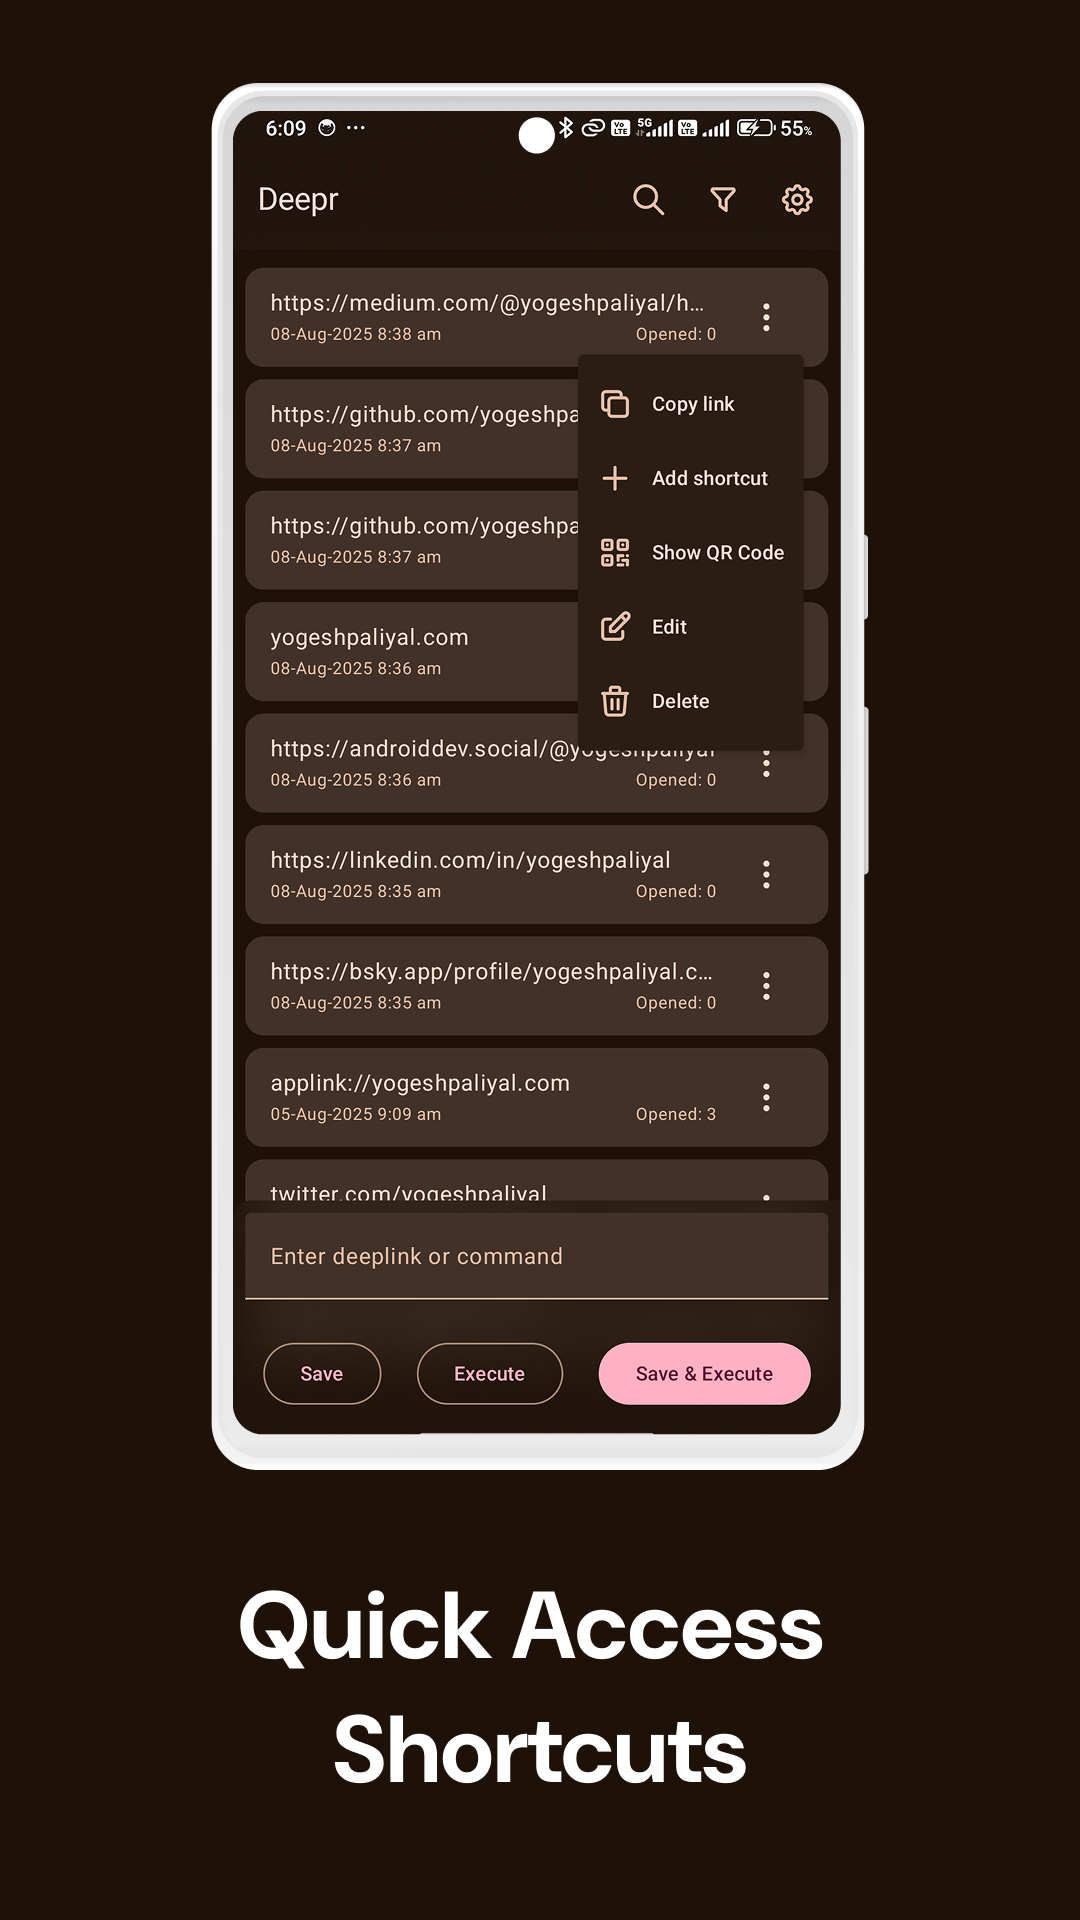 6:09 ... 5G Vo LTE Vo LTE 55%
Deepr
https://medium.com/@yogeshpaliyal/h...
08-Aug-2025 8:38 am Opened: 0
Copy link
https://github.com/yogeshpa
08-Aug-2025 8:37 am
Add shortcut
https://github.com/yogeshpa
08-Aug-2025 8:37 am
Show QR Code
yogeshpaliyal.com
08-Aug-2025 8:36 am
Edit
Delete
https://androiddev.social/@yogeshpaliyal
08-Aug-2025 8:36 am Opened: 0
https://linkedin.com/in/yogeshpaliyal
08-Aug-2025 8:35 am Opened: 0
https://bsky.app/profile/yogeshpaliyal.c...
08-Aug-2025 8:35 am Opened: 0
applink://yogeshpaliyal.com
05-Aug-2025 9:09 am Opened: 3
twitter.com/yogeshpaliyal
Enter deeplink or command
Save Execute Save & Execute
Quick Access
Shortcuts